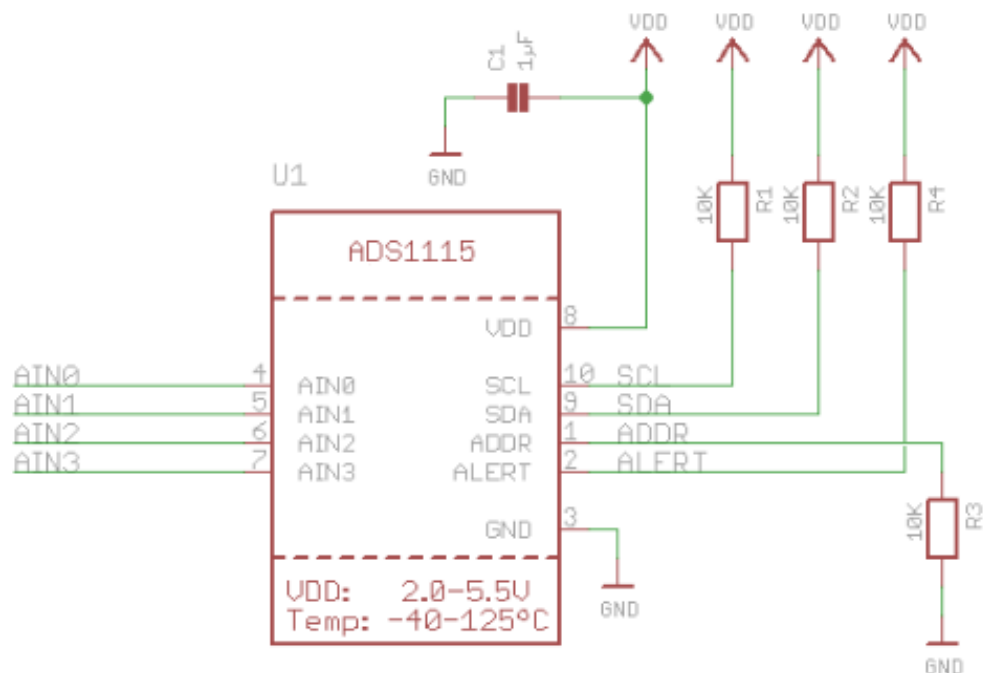 VDD VDD VDD VDD
C1
1µF
GND
U1
10K R1 10K R2 10K R4
ADS1115
VDD 8
AIN0 4 AIN0 SCL 10 SCL
AIN1 5 AIN1 SDA 9 SDA
AIN2 6 AIN2 ADDR 1 ADDR
AIN3 7 AIN3 ALERT 2 ALERT
10K R3
GND 3
VDD: 2.0-5.5V
Temp: -40-125°C
GND
GND